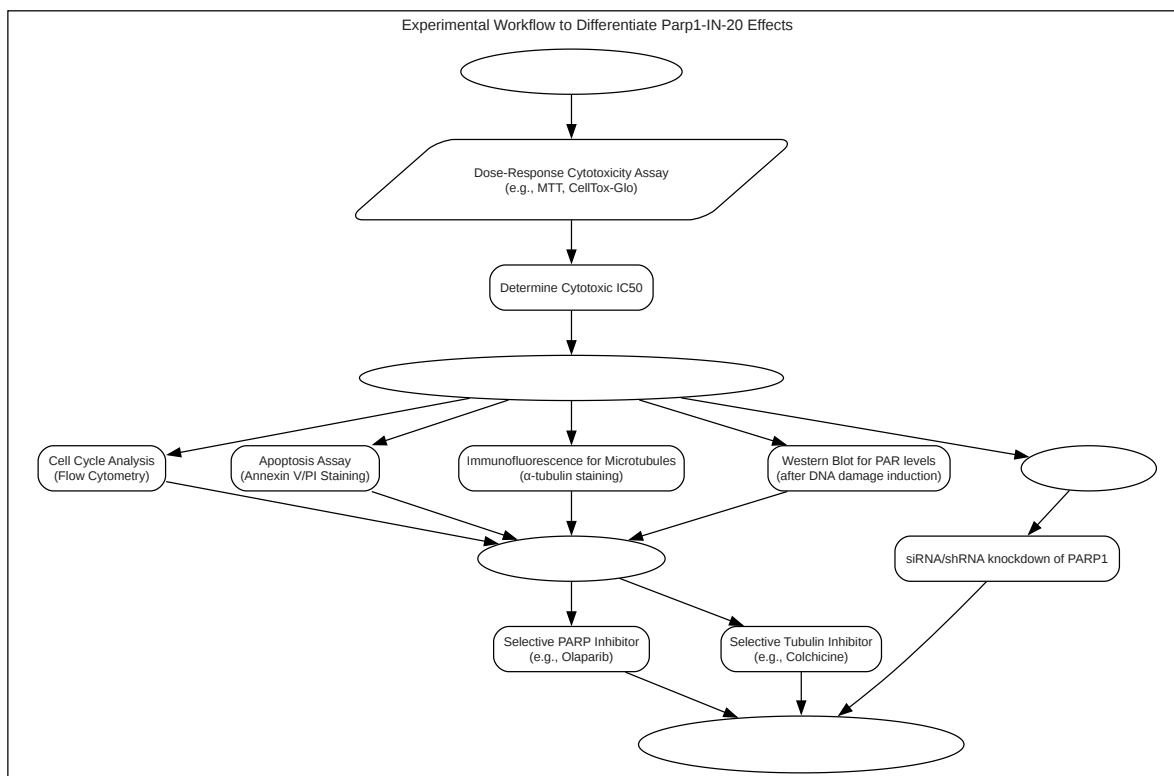 Experimental Workflow to Differentiate Parp1-IN-20 Effects
Dose-Response Cytotoxicity Assay
(e.g., MTT, CellTox-Glo)
Determine Cytotoxic IC50
Cell Cycle Analysis
(Flow Cytometry)
Apoptosis Assay
(Annexin V/PI Staining)
Immunofluorescence for Microtubules
(α-tubulin staining)
Western Blot for PAR levels
(after DNA damage induction)
siRNA/shRNA knockdown of PARP1
Selective PARP Inhibitor
(e.g., Olaparib)
Selective Tubulin Inhibitor
(e.g., Colchicine)